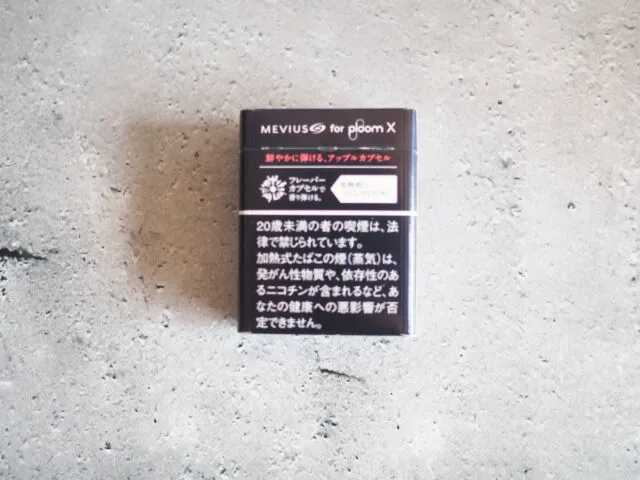 MEVIUS for ploom X
鮮やかに弾ける、アップルカプセル
フレーバー
カプセルで
香り弾ける。
20歳未満の者の喫煙は、法
律で禁じられています。
加熱式たばこの煙(蒸気)は、
発がん性物質や、依存性のあ
るニコチンが含まれるなど、あ
なたの健康への悪影響が否
定できません。